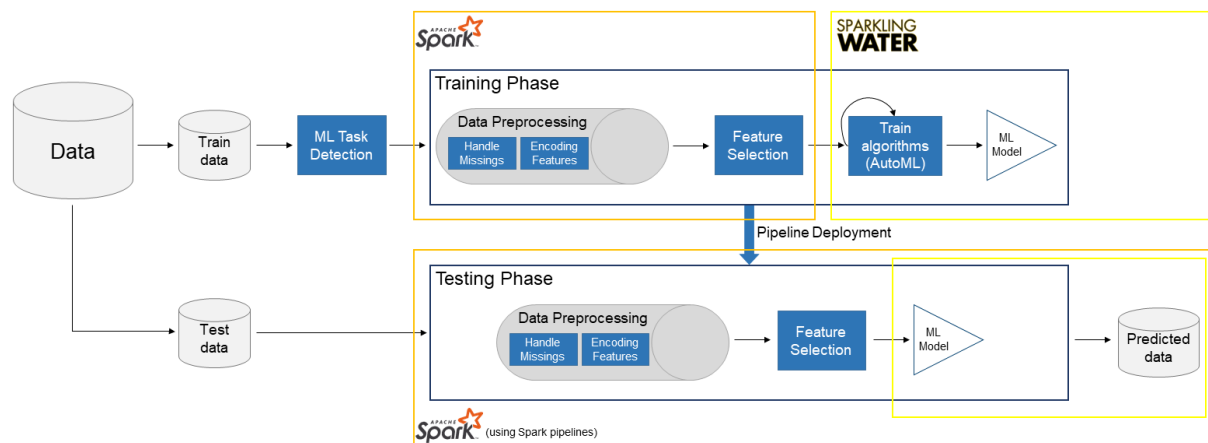 APACHE
Spark™
SPARKLING
WATER
Training Phase
Data
Train
data
ML Task
Detection
Data Preprocessing
Handle
Missings
Encoding
Features
Feature
Selection
Train
algorithms
(AutoML)
ML
Model
Pipeline Deployment
Testing Phase
Test
data
Data Preprocessing
Handle
Missings
Encoding
Features
Feature
Selection
ML
Model
Predicted
data
APACHE
Spark™ (using Spark pipelines)